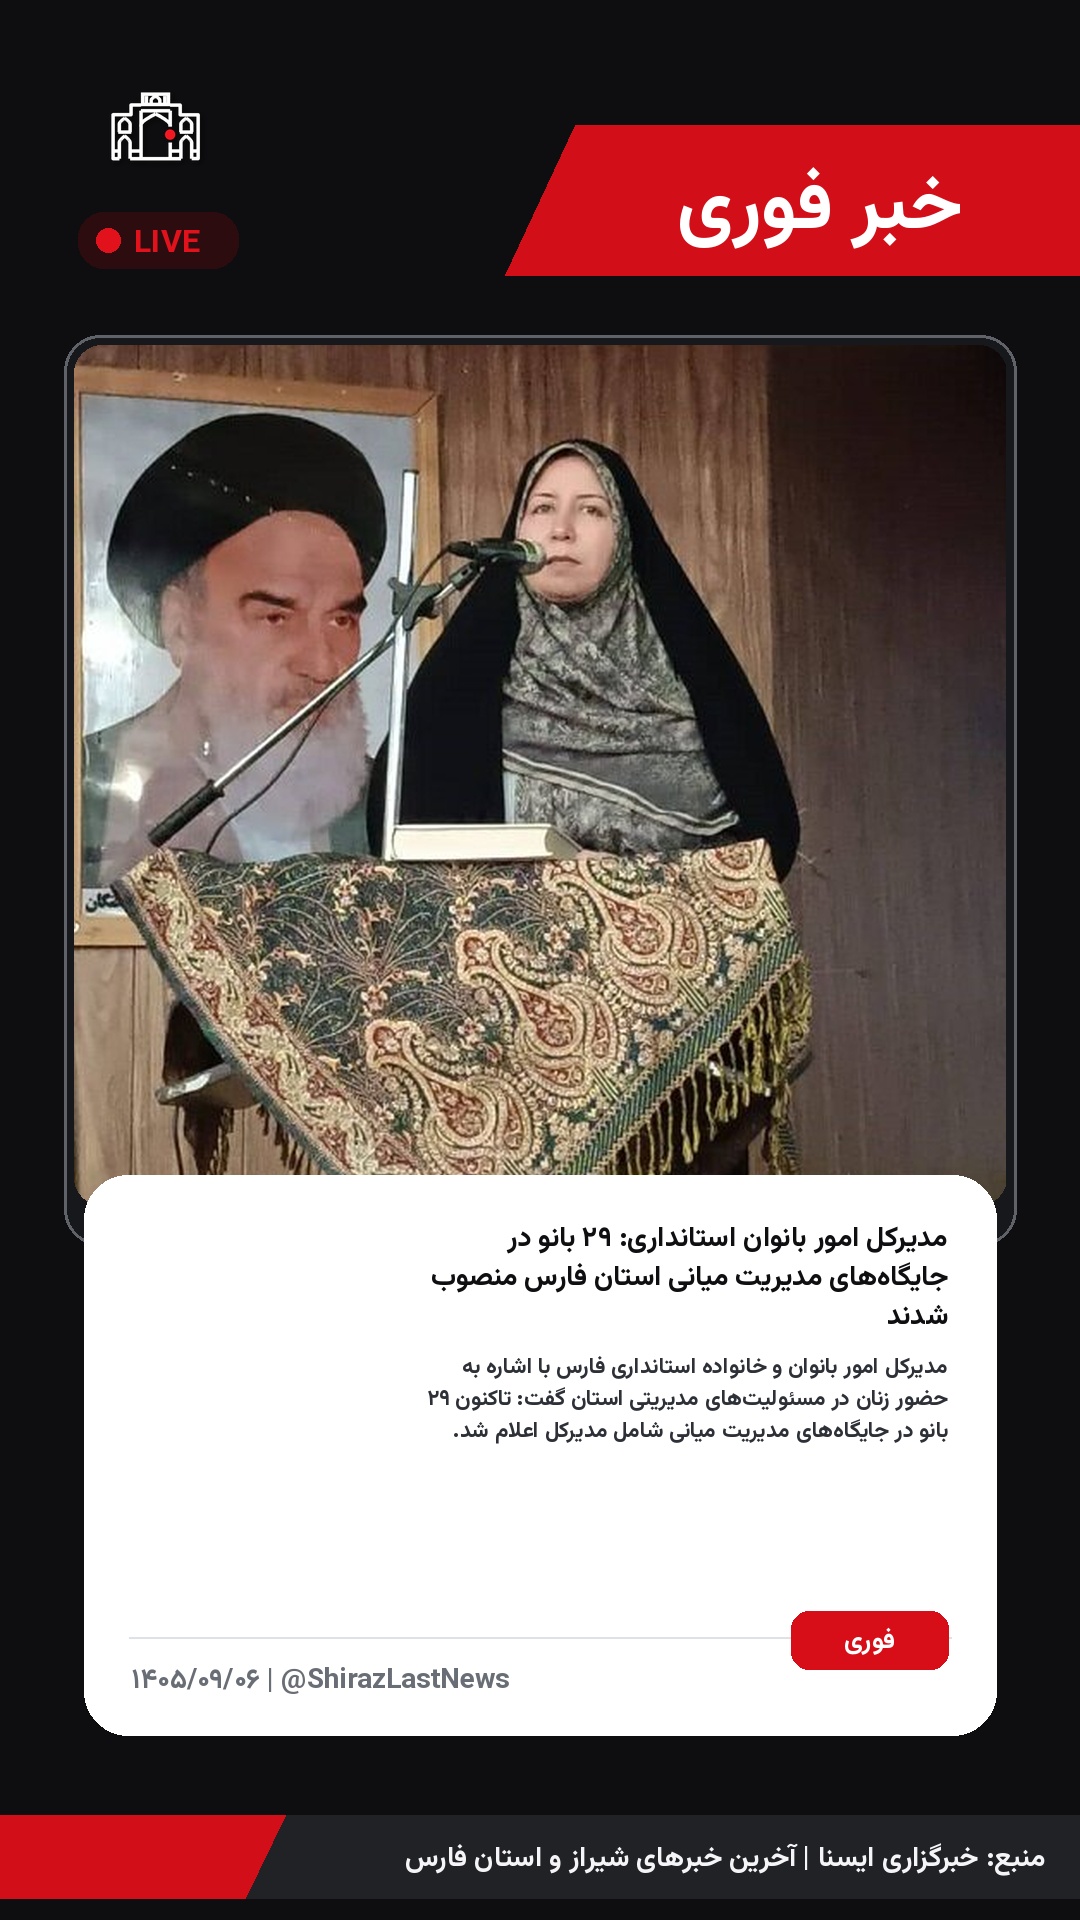 خبر فوری
LIVE
شگان
مدیرکل امور بانوان استانداری: ۲۹ بانو در
جایگاه‌های مدیریت میانی استان فارس منصوب
شدند
مدیرکل امور بانوان و خانواده استانداری فارس با اشاره به
حضور زنان در مسئولیت‌های مدیریتی استان گفت: تاکنون ۲۹
بانو در جایگاه‌های مدیریت میانی شامل مدیرکل اعلام شد.
فوری
۱۴۰۵/۰۹/۰۶ | @ShirazLastNews
منبع: خبرگزاری ایسنا | آخرین خبرهای شیراز و استان فارس